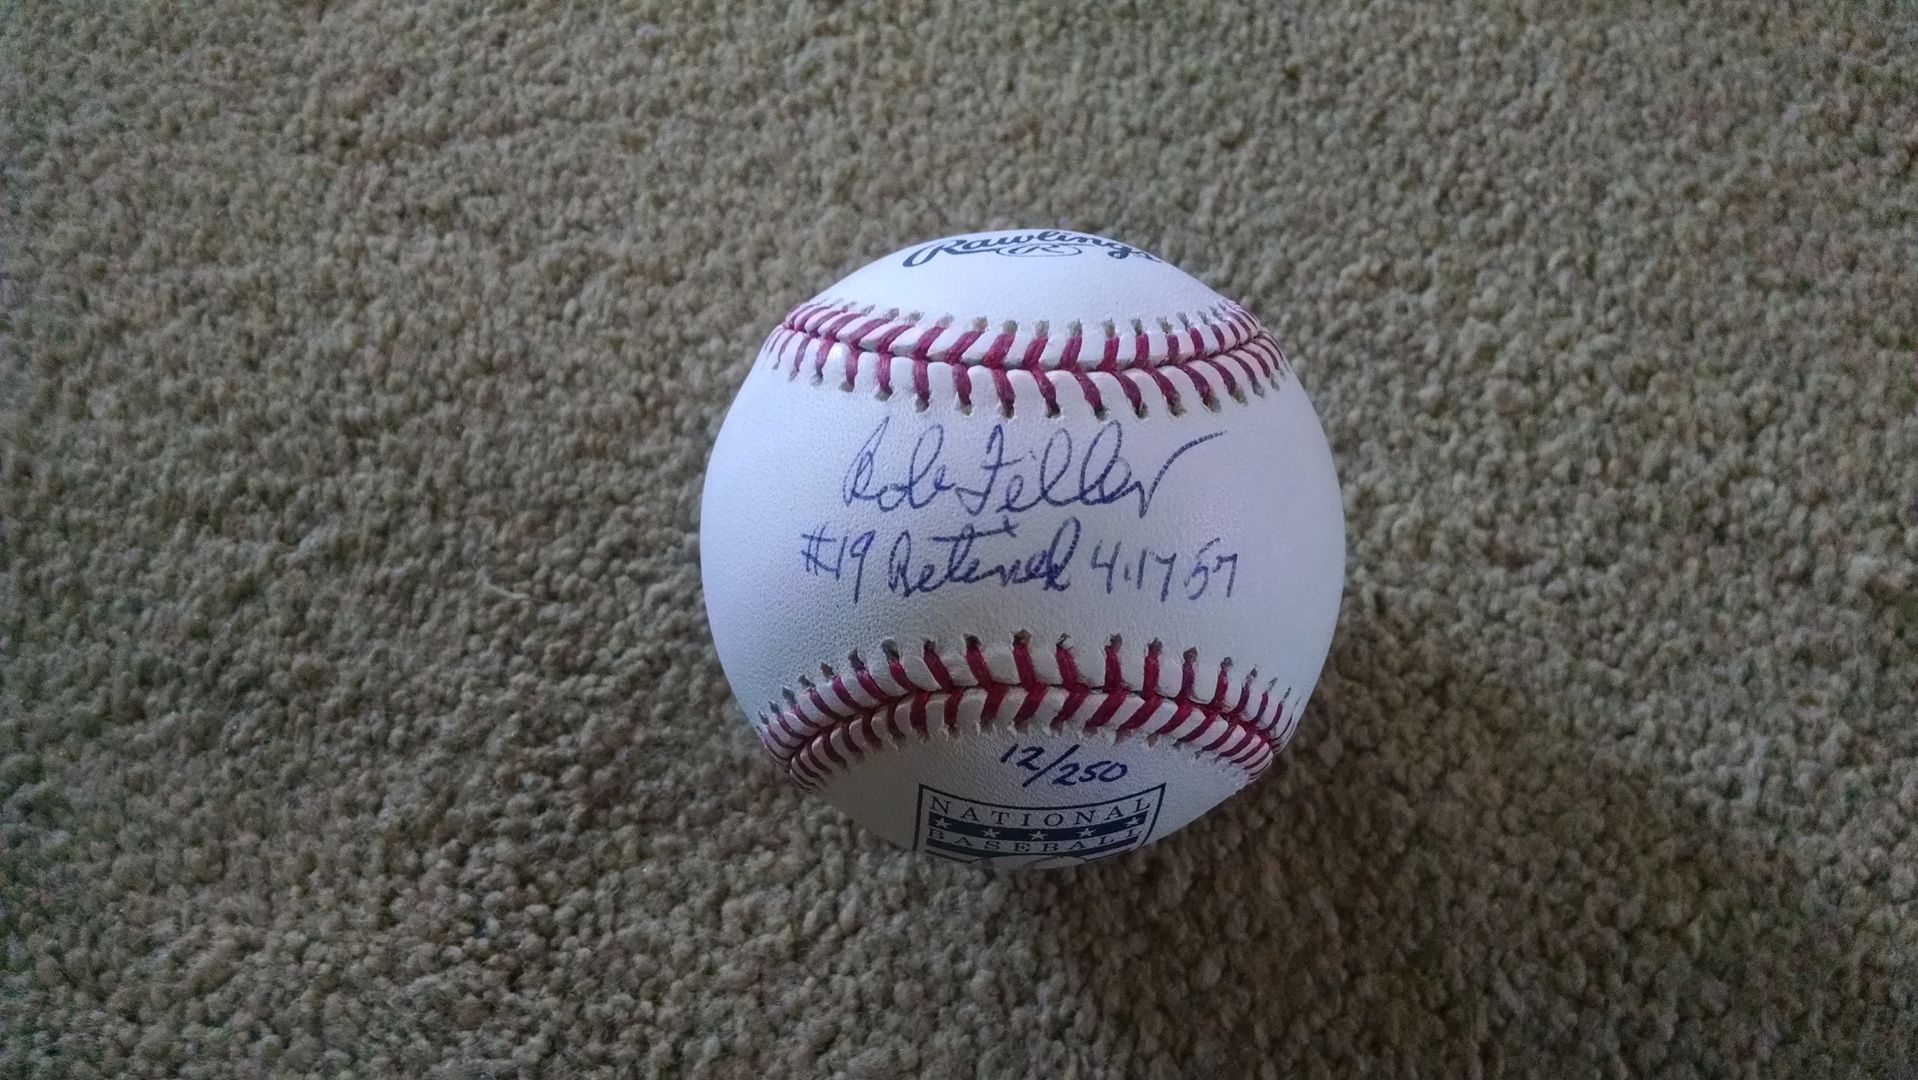 Rawlings
R
Bob Feller
#19 Retired 4.17 57
12/250
NATIONAL
BASEBALL